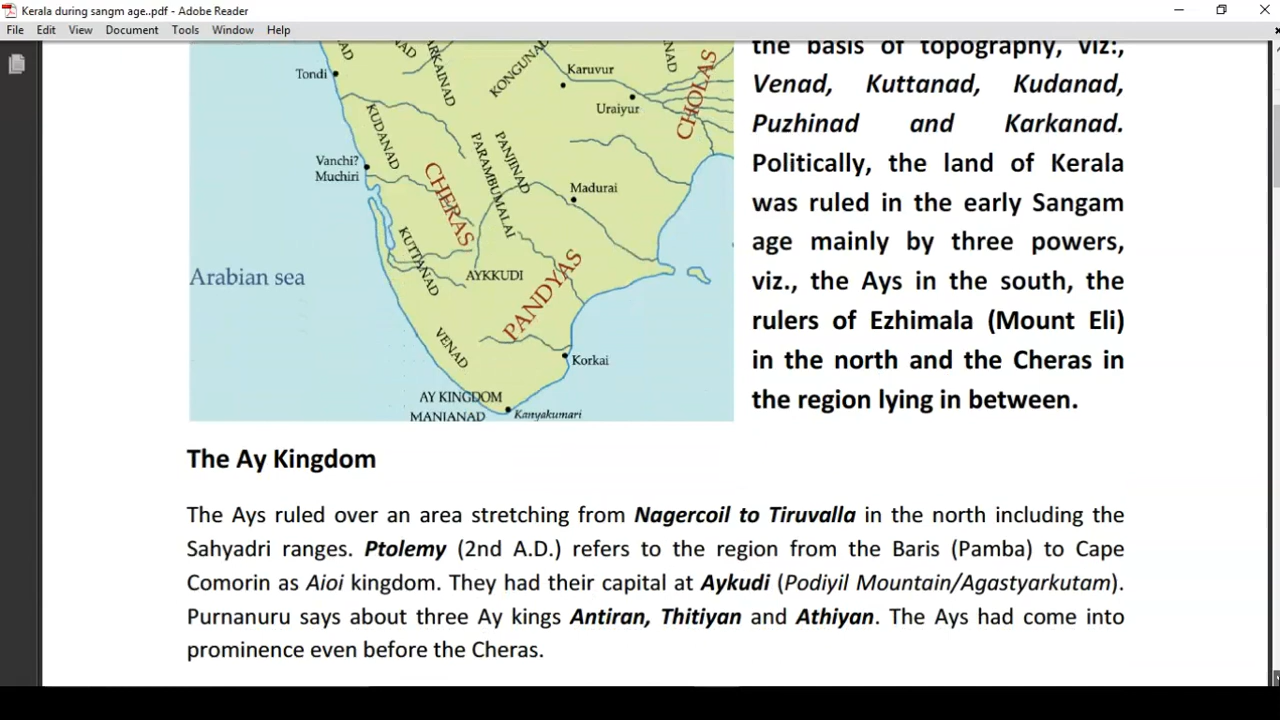 Kerala during sangm age..pdf - Adobe Reader
File Edit View Document Tools Window Help
the basis of topography, viz:,
Venad, Kuttanad, Kudanad,
Puzhinad and Karkanad.
Politically, the land of Kerala
was ruled in the early Sangam
age mainly by three powers,
viz., the Ays in the south, the
rulers of Ezhimala (Mount Eli)
in the north and the Cheras in
the region lying in between.
Tondi
KONGUNAD
Karuvur
Uraiyur
CHOLAS
KUDANAD
Vanchi?
Muchiri
CHERAS
PARAMBUMALAI
PANJINAD
Madurai
KUTTANAD
Arabian sea
AYKKUDI
PANDYAS
VENAD
Korkai
AY KINGDOM
MANIANAD
Kanyakumari
The Ay Kingdom
The Ays ruled over an area stretching from Nagercoil to Tiruvalla in the north including the
Sahyadri ranges. Ptolemy (2nd A.D.) refers to the region from the Baris (Pamba) to Cape
Comorin as Aioi kingdom. They had their capital at Aykudi (Podiyil Mountain/Agastyarkutam).
Purnanuru says about three Ay kings Antiran, Thitiyan and Athiyan. The Ays had come into
prominence even before the Cheras.